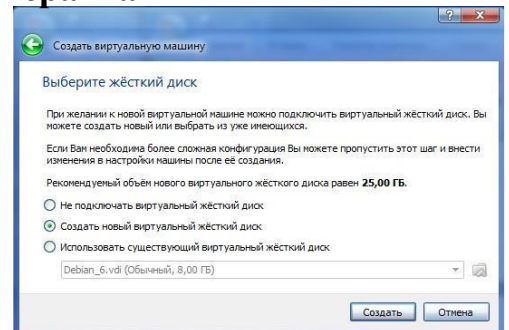 Создать виртуальную машину
Выберите жёсткий диск
При желании к новой виртуальной машине можно подключить виртуальный жёсткий диск. Вы
можете создать новый или выбрать из уже имеющихся.
Если Вам необходима более сложная конфигурация Вы можете пропустить этот шаг и внести
изменения в настройки машины после её создания.
Рекомендуемый объём нового виртуального жёсткого диска равен 25,00 ГБ.
Не подключать виртуальный жёсткий диск
Создать новый виртуальный жёсткий диск
Использовать существующий виртуальный жёсткий диск
Debian_6.vdi (Обычный, 8,00 ГБ)
Создать Отмена